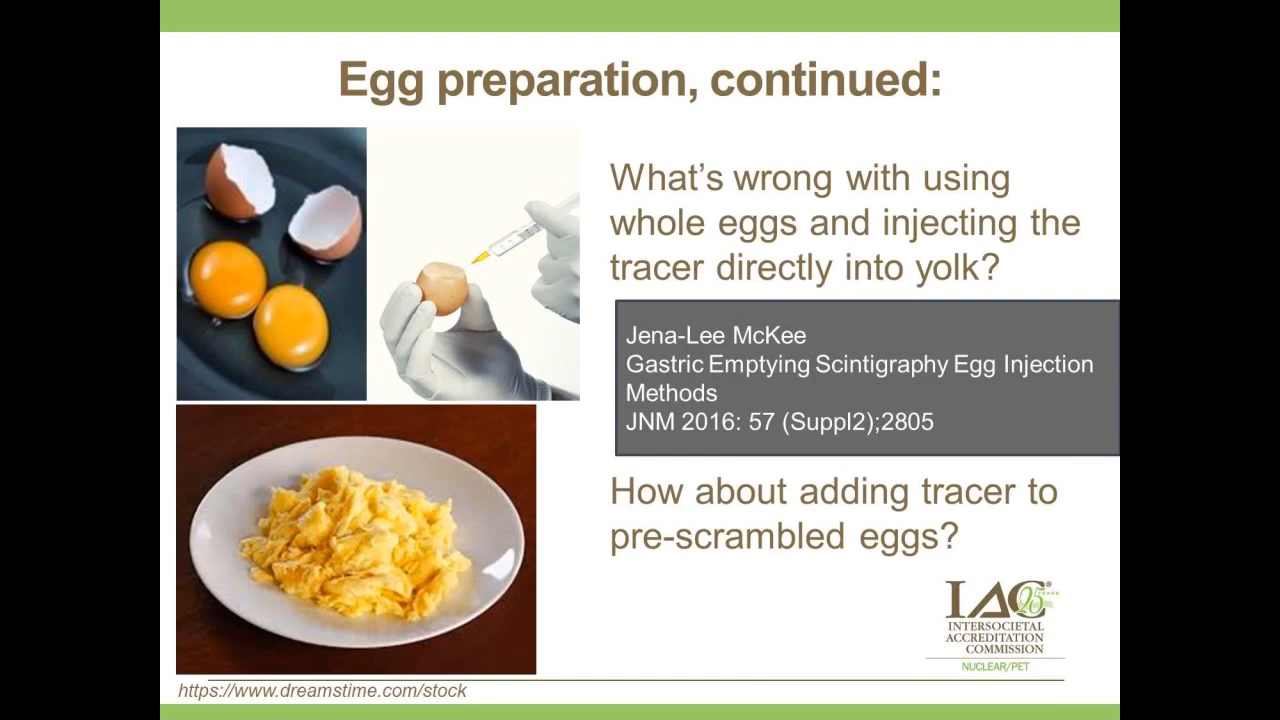 Egg preparation, continued:
What's wrong with using
whole eggs and injecting the
tracer directly into yolk?
Jena-Lee McKee
Gastric Emptying Scintigraphy Egg Injection
Methods
JNM 2016: 57 (Suppl2);2805
How about adding tracer to
pre-scrambled eggs?
IAC®
25 YEARS
INTERSOCIETAL
ACCREDITATION
COMMISSION
NUCLEAR/PET
https://www.dreamstime.com/stock